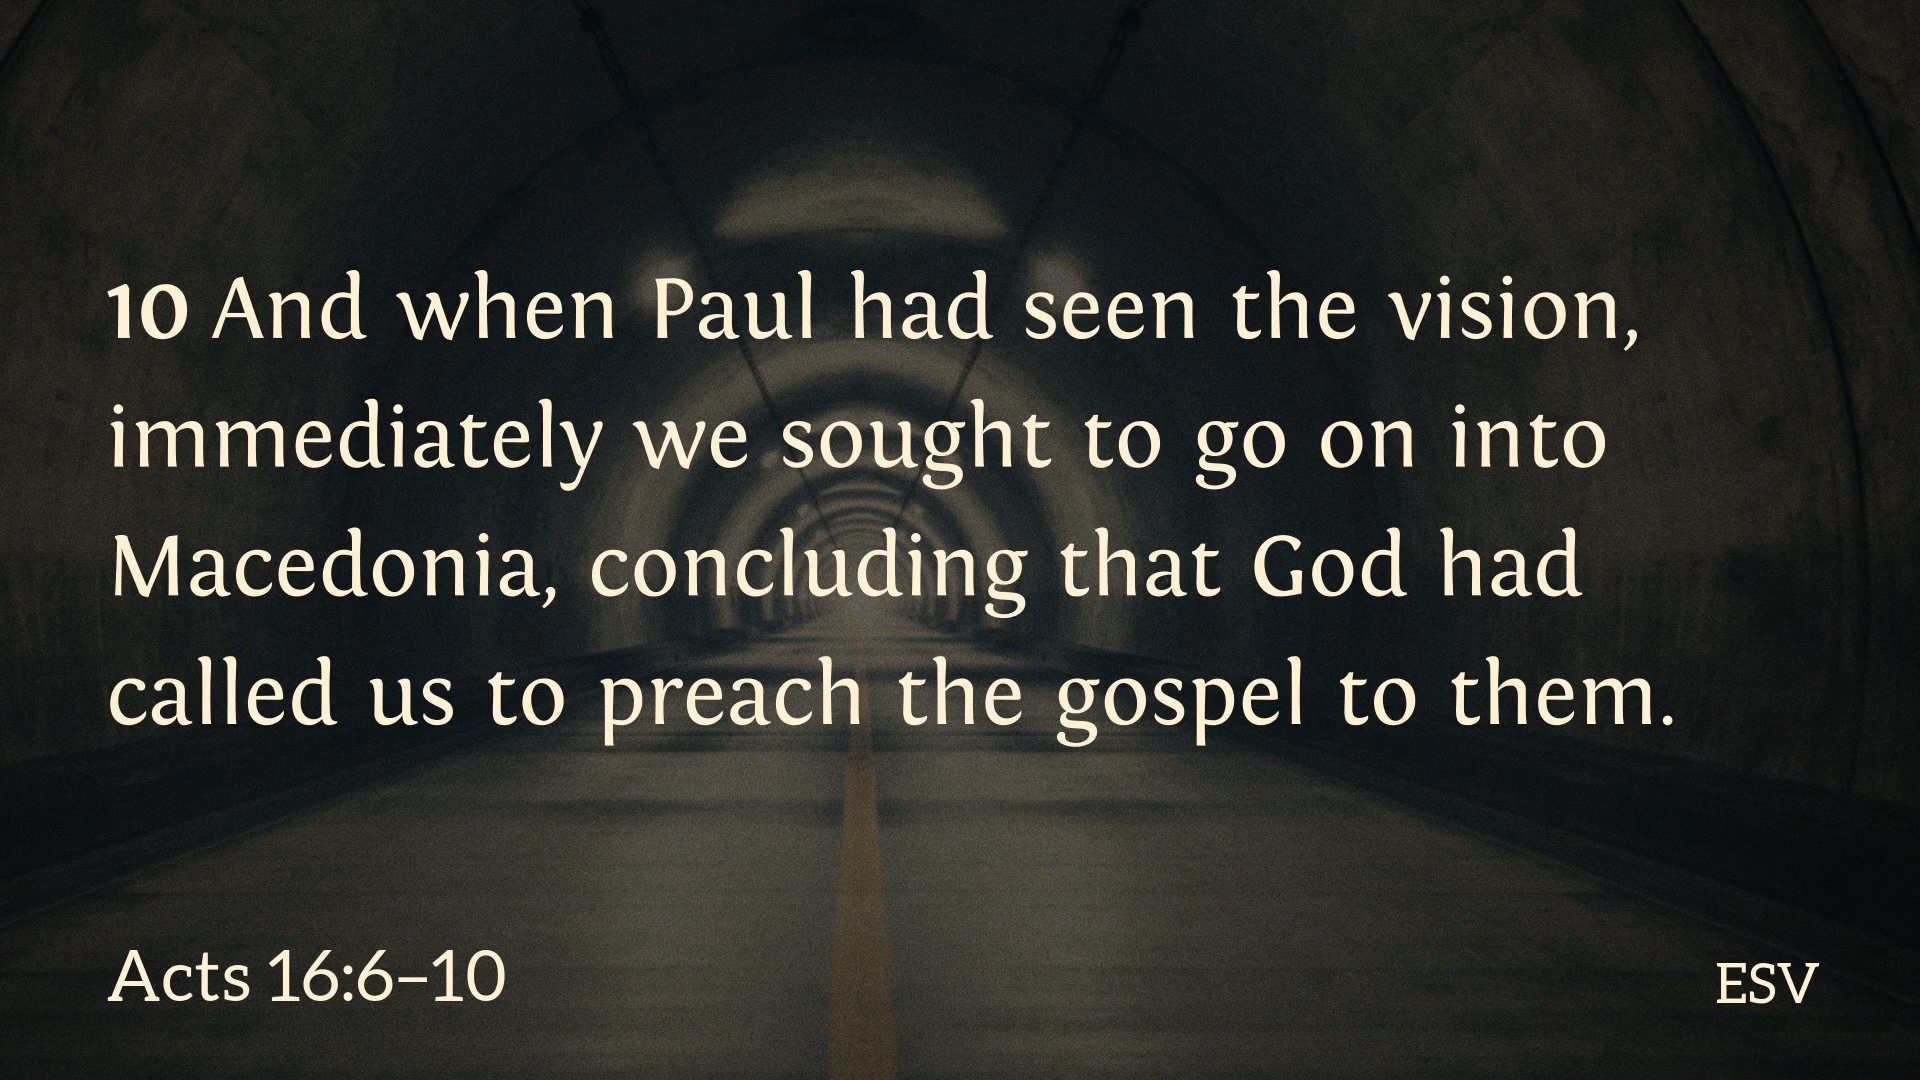 10 And when Paul had seen the vision,
immediately we sought to go on into
Macedonia, concluding that God had
called us to preach the gospel to them.
Acts 16:6–10
ESV